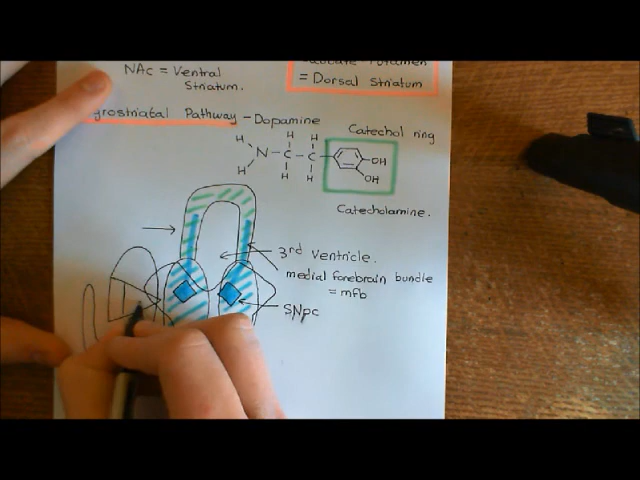 NAc = Ventral
Striatum.
= Dorsal Striatum
Pathway - Dopamine
Catechol ring
H H H
N - C - C
OH
H H H
OH
Catecholamine.
3rd Ventricle.
medial forebrain bundle
= mfb
SNpc